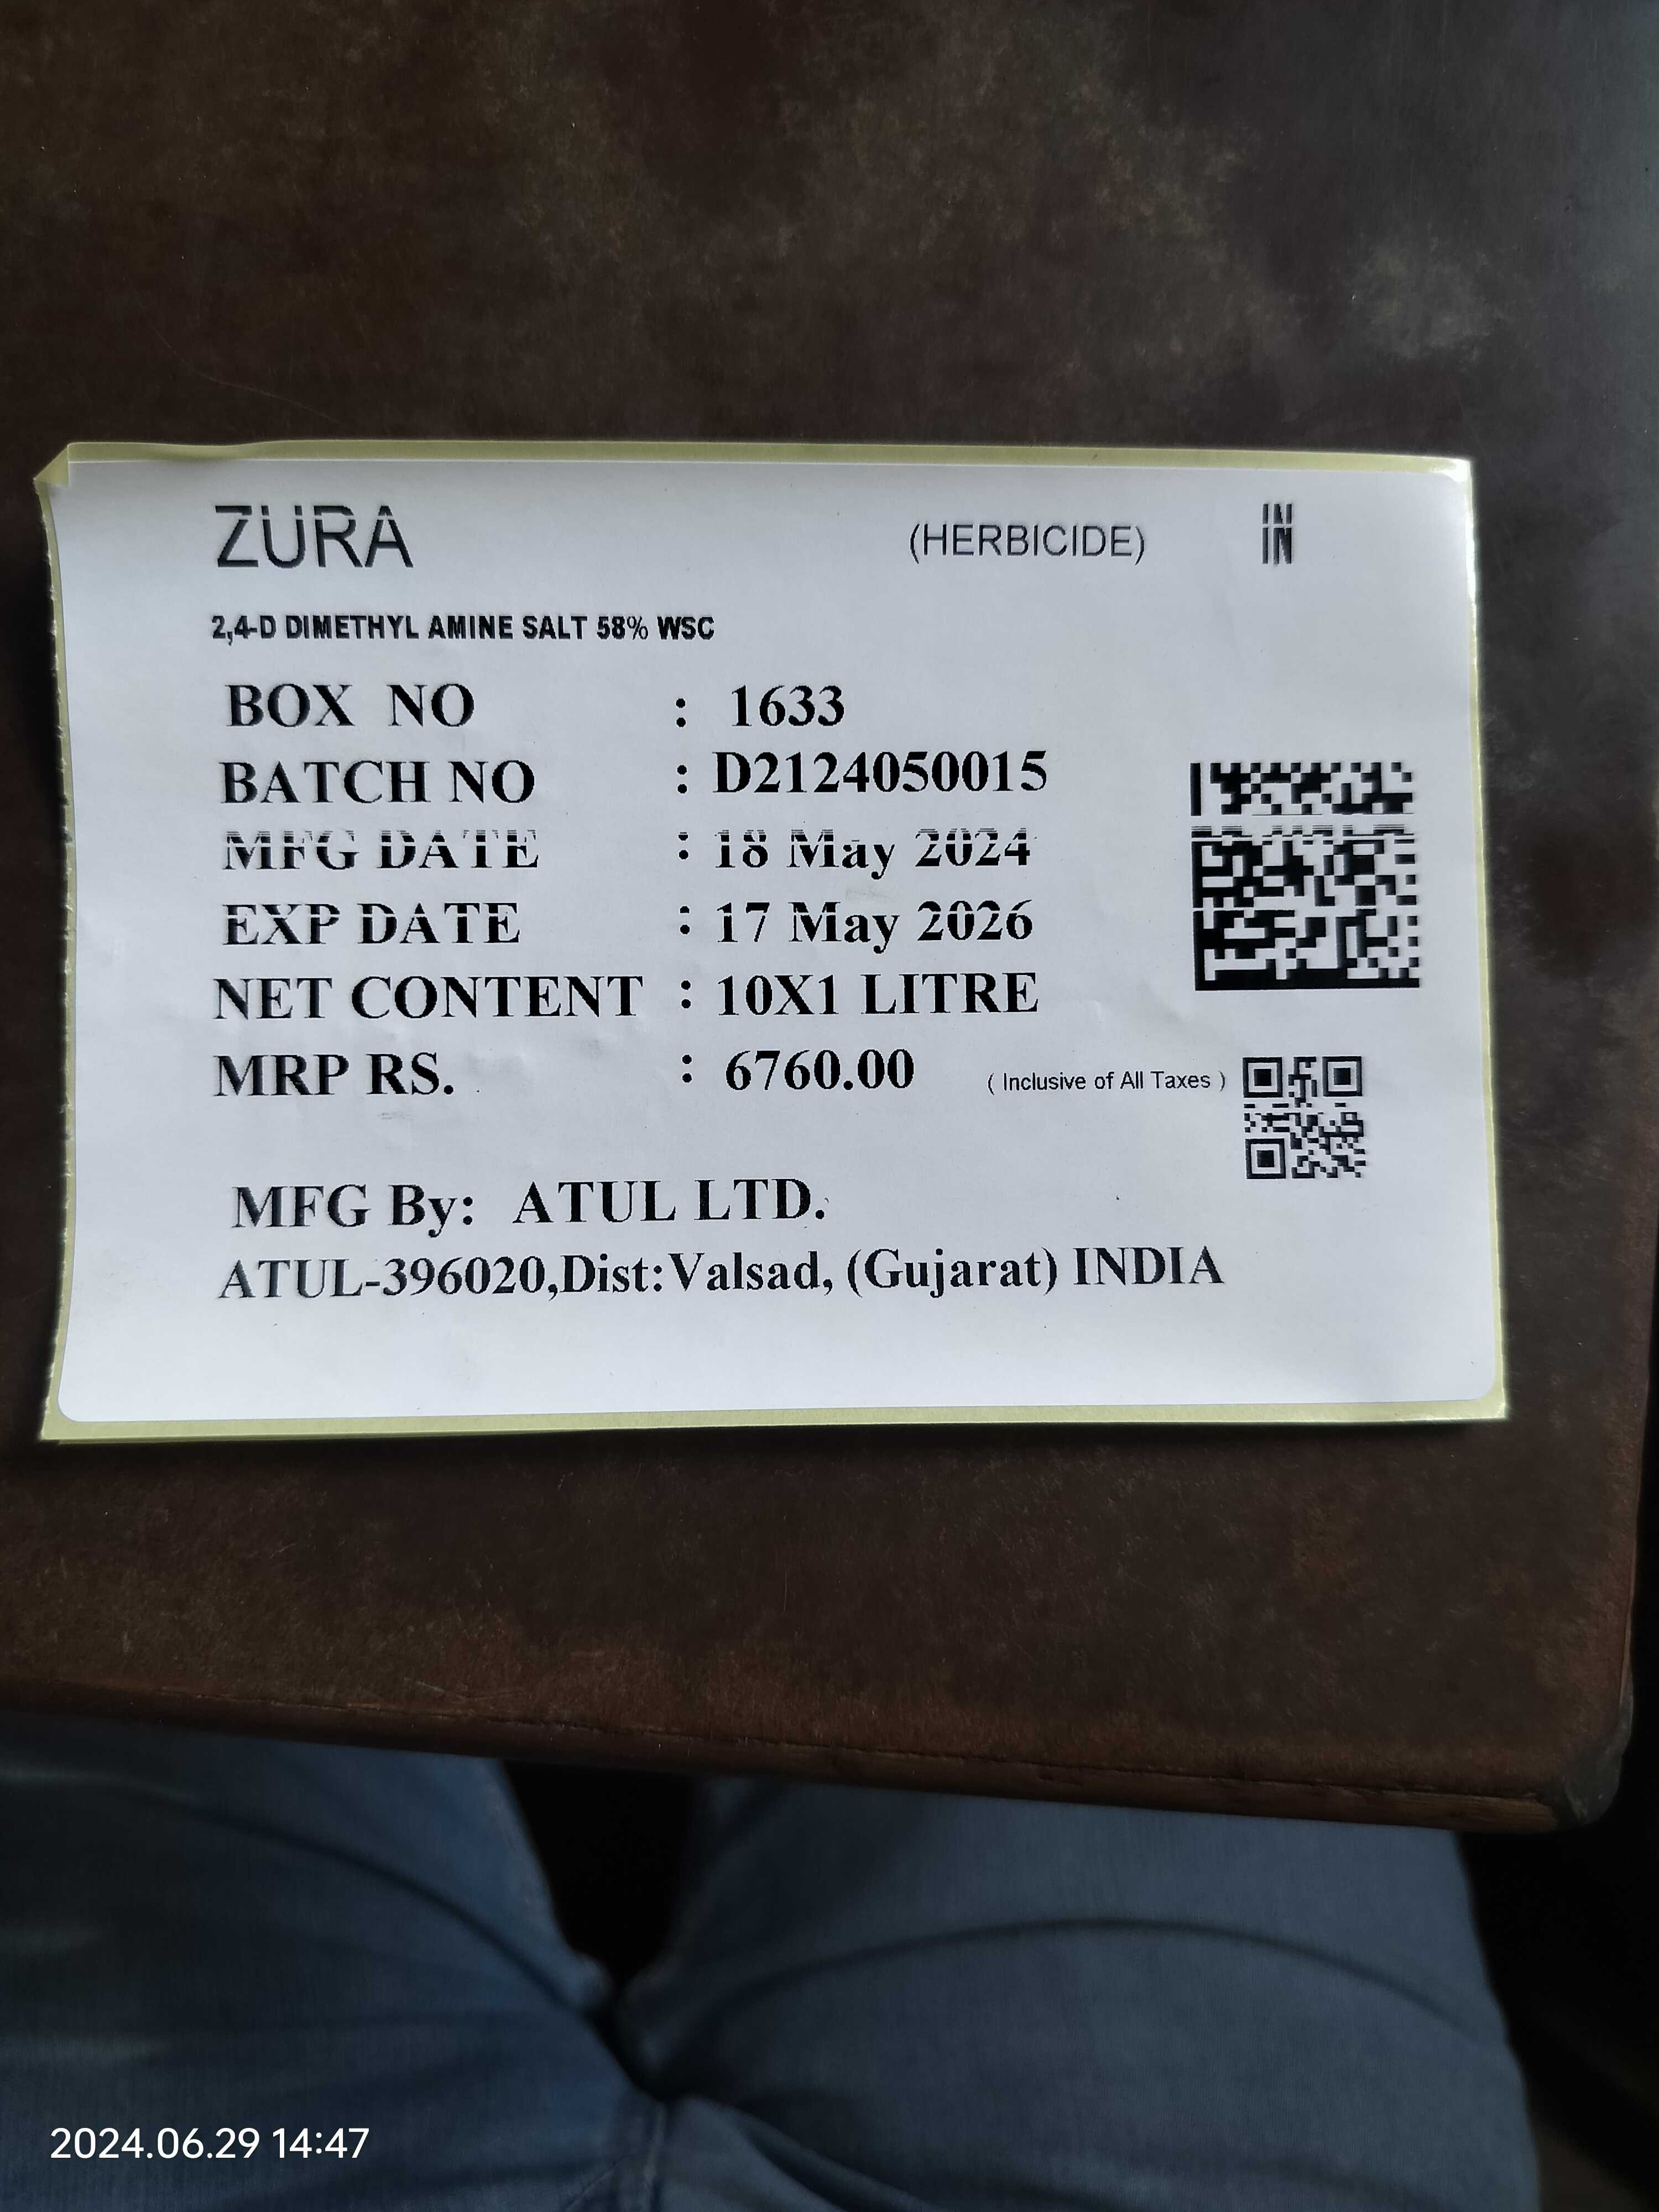 ZURA (HERBICIDE) IN
2,4-D DIMETHYL AMINE SALT 58% WSC
BOX NO : 1633
BATCH NO : D2124050015
MFG DATE : 18 May 2024
EXP DATE : 17 May 2026
NET CONTENT : 10X1 LITRE
MRP RS. : 6760.00 ( Inclusive of All Taxes )
MFG By: ATUL LTD.
ATUL-396020,Dist:Valsad, (Gujarat) INDIA
2024.06.29 14:47